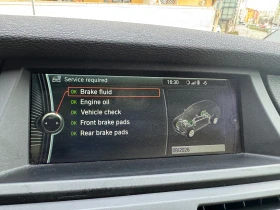 Service required
16:30
OK Brake fluid
OK Engine oil
OK Vehicle check
OK Front brake pads
OK Rear brake pads